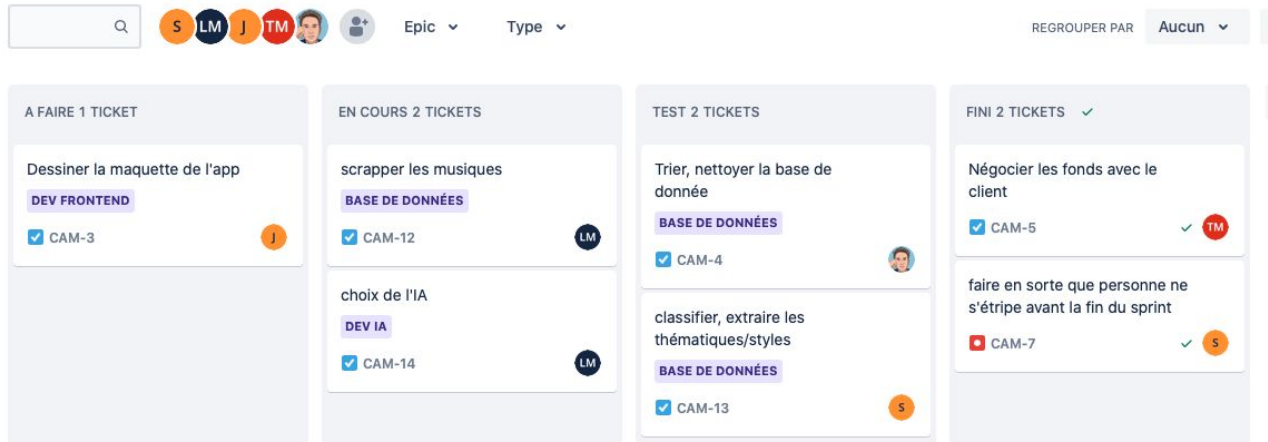 S LM J TM Epic Type REGROUPER PAR Aucun
A FAIRE 1 TICKET
Dessiner la maquette de l'app
DEV FRONTEND
CAM-3 J
EN COURS 2 TICKETS
scrapper les musiques
BASE DE DONNÉES
CAM-12 LM
choix de l'IA
DEV IA
CAM-14 LM
TEST 2 TICKETS
Trier, nettoyer la base de
donnée
BASE DE DONNÉES
CAM-4
classifier, extraire les
thématiques/styles
BASE DE DONNÉES
CAM-13 S
FINI 2 TICKETS
Négocier les fonds avec le
client
CAM-5 TM
faire en sorte que personne ne
s'étripe avant la fin du sprint
CAM-7 S